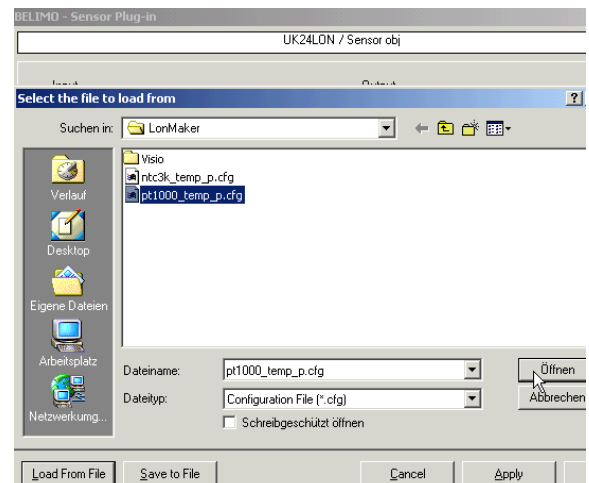 BELIMO - Sensor Plug-in
UK24LON / Sensor obj
Input Output
Select the file to load from
Suchen in: LonMaker
Visio
ntc3k_temp_p.cfg
pt1000_temp_p.cfg
Verlauf
Desktop
Eigene Dateien
Arbeitsplatz
Netzwerkumg...
Dateiname: pt1000_temp_p.cfg Öffnen
Dateityp: Configuration File (*.cfg) Abbrechen
Schreibgeschützt öffnen
Load From File Save to File Cancel Apply